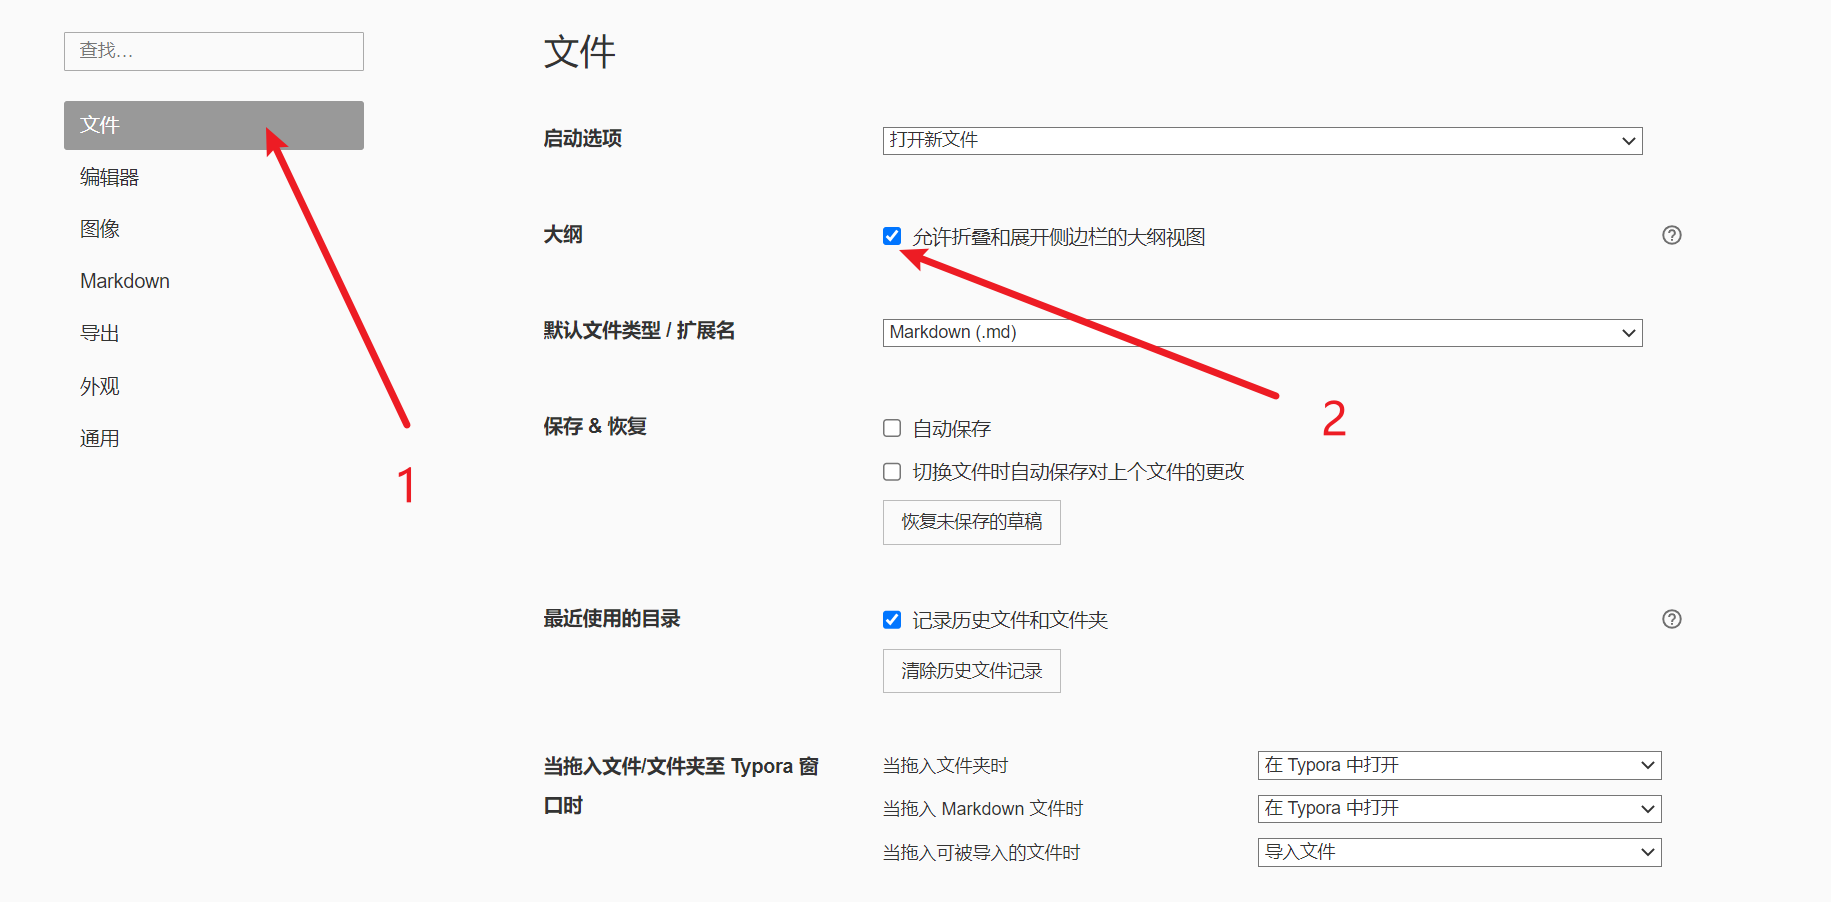 查找...
文件
编辑器
图像
Markdown
导出
外观
通用
1
文件
启动选项
打开新文件
大纲
允许折叠和展开侧边栏的大纲视图
默认文件类型 / 扩展名
Markdown (.md)
2
保存 & 恢复
自动保存
切换文件时自动保存对上个文件的更改
恢复未保存的草稿
最近使用的目录
记录历史文件和文件夹
清除历史文件记录
当拖入文件/文件夹至 Typora 窗
口时
当拖入文件夹时
在 Typora 中打开
当拖入 Markdown 文件时
在 Typora 中打开
当拖入可被导入的文件时
导入文件